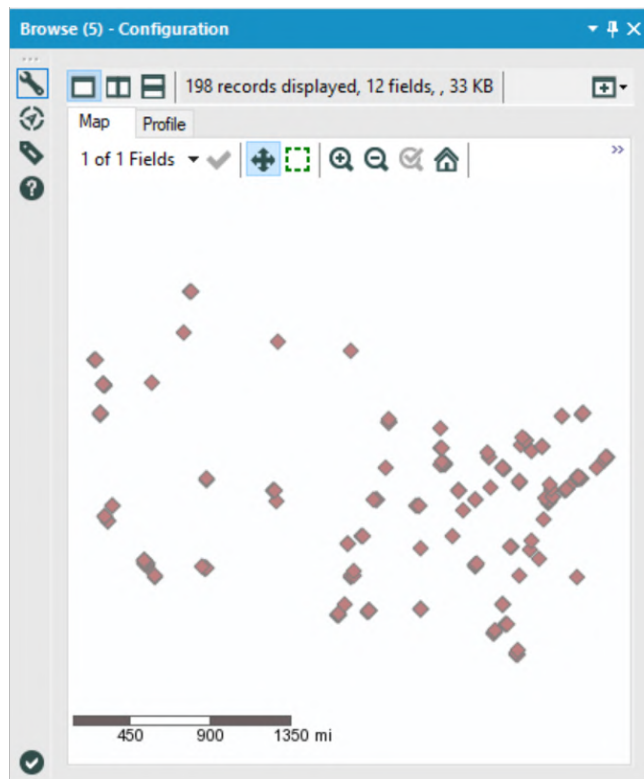 Browse (5) - Configuration
198 records displayed, 12 fields, , 33 KB
Map Profile
1 of 1 Fields
450 900 1350 mi